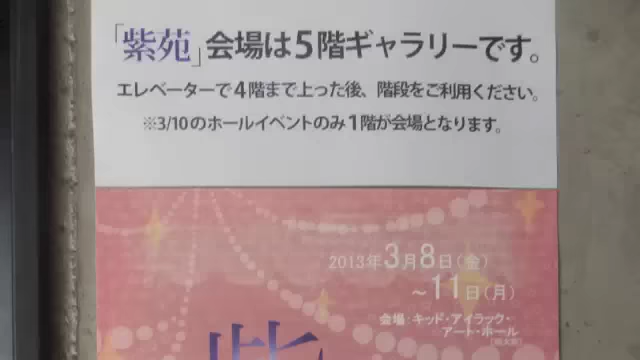 「紫苑」会場は5階ギャラリーです。
エレベーターで4階まで上った後、階段をご利用ください。
※3/10のホールイベントのみ1階が会場となります。
2013年3月8日(金)
~11日(月)
会場:キッド・アイラック・
アート・ホール
紫